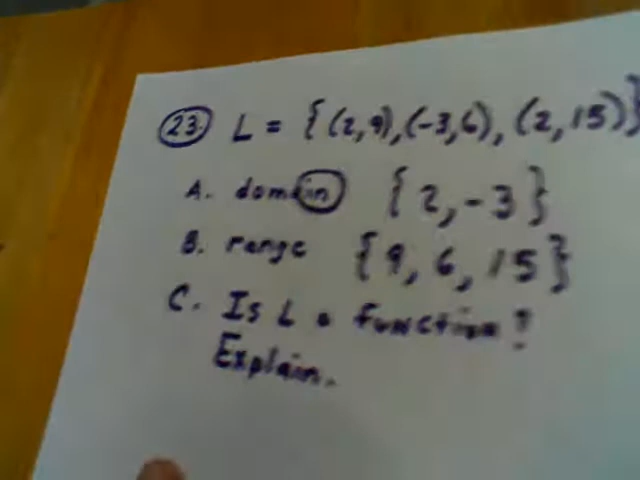 23. L = {(2,9),(-3,6),(2,15)}
A. domain {2,-3}
B. range {9,6,15}
C. Is L a function?
Explain.